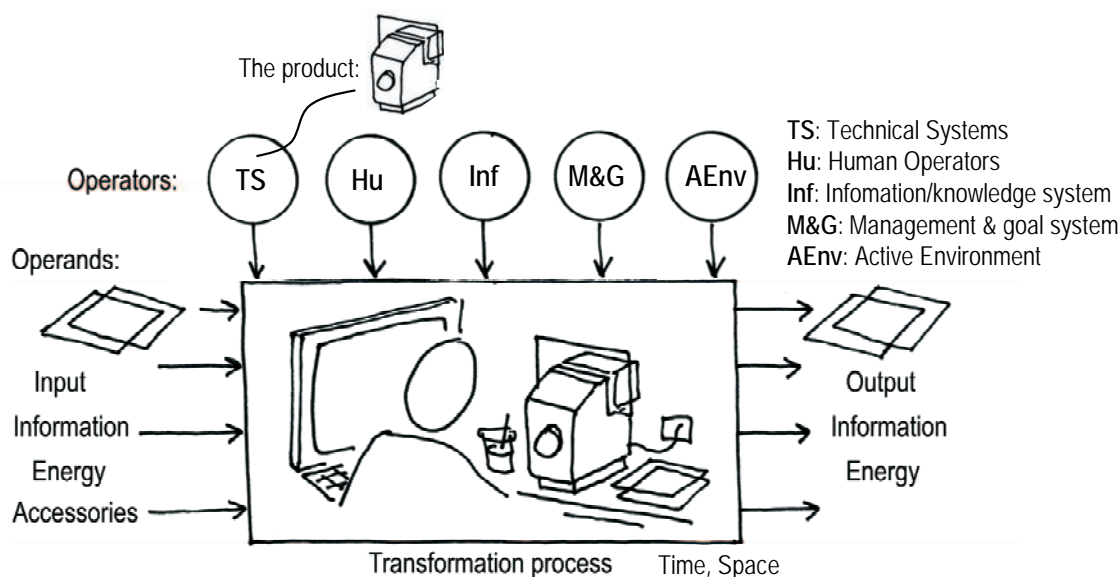 The product:
Operators:
TS
Hu
Inf
M&G
AEnv
TS: Technical Systems
Hu: Human Operators
Inf: Infomation/knowledge system
M&G: Management & goal system
AEnv: Active Environment
Operands:
Input
Information
Energy
Accessories
Output
Information
Energy
Transformation process
Time, Space